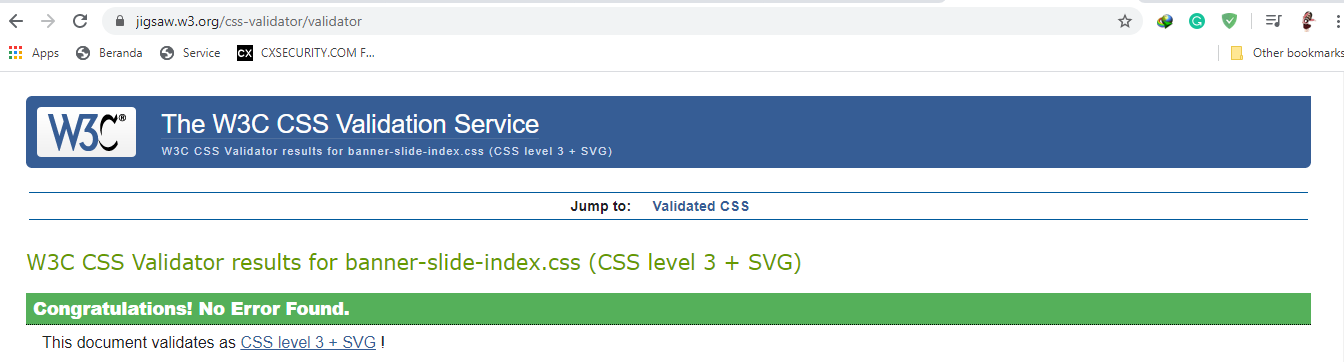 jigsaw.w3.org/css-validator/validator
Apps Beranda Service CX CXSECURITY.COM F... Other bookmarks
W3C® The W3C CSS Validation Service
W3C CSS Validator results for banner-slide-index.css (CSS level 3 + SVG)
Jump to: Validated CSS
W3C CSS Validator results for banner-slide-index.css (CSS level 3 + SVG)
Congratulations! No Error Found.
This document validates as CSS level 3 + SVG !